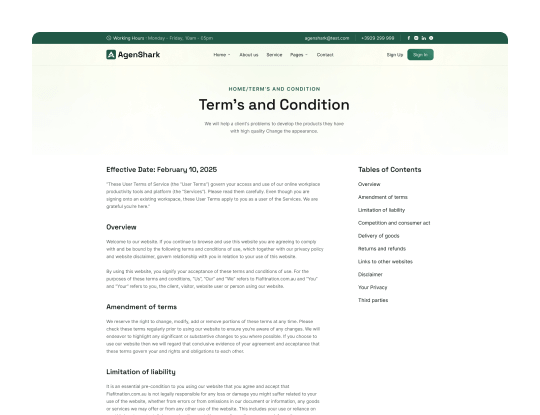 Working Hours : Monday - Friday, 10am - 05pm
agenshark@text.com
+3929 299 999
AgenShark
Home
About us
Service
Pages
Contact
Sign Up
Sign In
HOME/TERM'S AND CONDITION
Term's and Condition
We will help a client's problems to develop the products they have
with high quality Change the appearance.
Effective Date: February 10, 2025
"These User Terms of Service (the "User Terms") govern your access and use of our online workplace
productivity tools and platform (the "Services"). Please read them carefully. Even though you are
signing onto an existing workspace, these User Terms apply to you as a user of the Services. We are
grateful you're here."
Overview
Welcome to our website. If you continue to browse and use this website you are agreeing to comply
with and be bound by the following terms and conditions of use, which together with our privacy policy
and website disclaimer, govern relationship with you in relation to your use of this website.
By using this website, you signify your acceptance of these terms and conditions of use. For the
purposes of these terms and conditions, "Us", "Our" and "We" refers to and "You"
and "Your" refers to you, the client, visitor, website user or person using our website.
Amendment of terms
We reserve the right to change, modify, add or remove portions of these terms at any time. Please
check these terms regularly prior to using our website to ensure you're aware of any changes. We will
endeavor to highlight any significant or substantive changes to you where possible. If you choose to
use our website then we will regard that conclusive evidence of your agreement and acceptance that
these terms govern your and rights and obligations to each other.
Limitation of liability
It is an essential pre-condition to you using our website that you agree and accept that
is not legally responsible for any loss or damage you might suffer related to your
use of the website, whether from errors or from omissions in our document or information, any goods
or services we may offer or from any other use of the website. This includes your use or reliance on
Tables of Contents
Overview
Amendment of terms
Limitation of liability
Competition and consumer act
Delivery of goods
Returns and refunds
Links to other websites
Disclaimer
Your Privacy
Third parties